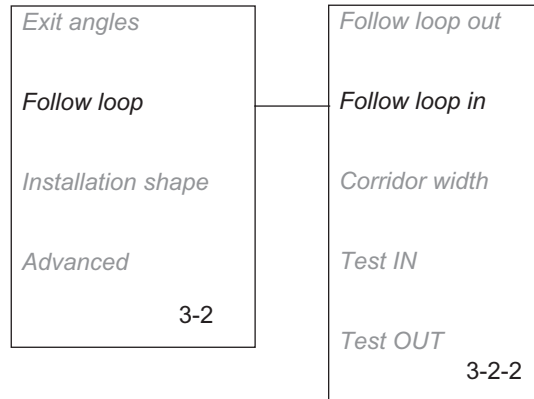 Exit angles
Follow loop
Installation shape
Advanced
3-2
Follow loop out
Follow loop in
Corridor width
Test IN
Test OUT
3-2-2